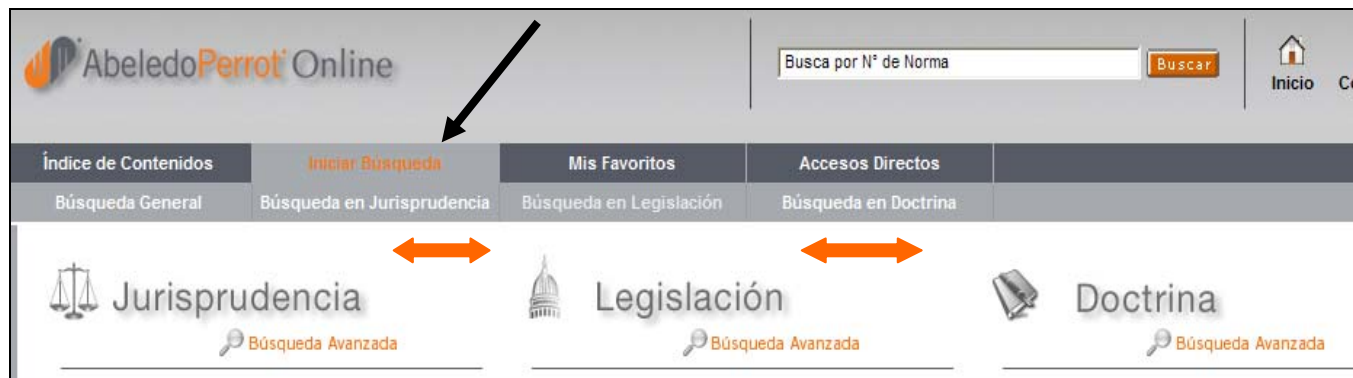 AbeledoPerrot Online
Busca por N° de Norma
Buscar
Inicio
Índice de Contenidos
Iniciar Búsqueda
Mis Favoritos
Accesos Directos
Búsqueda General
Búsqueda en Jurisprudencia
Búsqueda en Legislación
Búsqueda en Doctrina
Jurisprudencia
Legislación
Doctrina
Búsqueda Avanzada
Búsqueda Avanzada
Búsqueda Avanzada